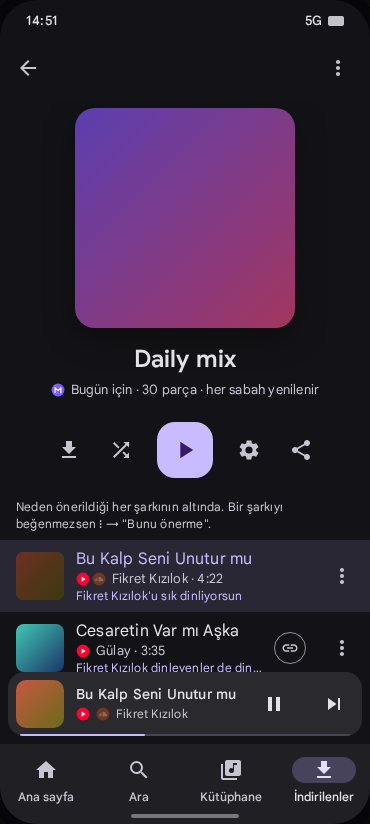 14:51
5G
Daily mix
Bugün için · 30 parça · her sabah yenilenir
Neden önerildiği her şarkının altında. Bir şarkıyı
beğenmezsen ⋮ → "Bunu önerme".
Bu Kalp Seni Unutur mu
Fikret Kızılok · 4:22
Fikret Kızılok'u sık dinliyorsun
Cesaretin Var mı Aşka
Gülay · 3:35
Fikret Kızılok dinleyenler de din...
Bu Kalp Seni Unutur mu
Fikret Kızılok
Ana sayfa
Ara
Kütüphane
İndirilenler